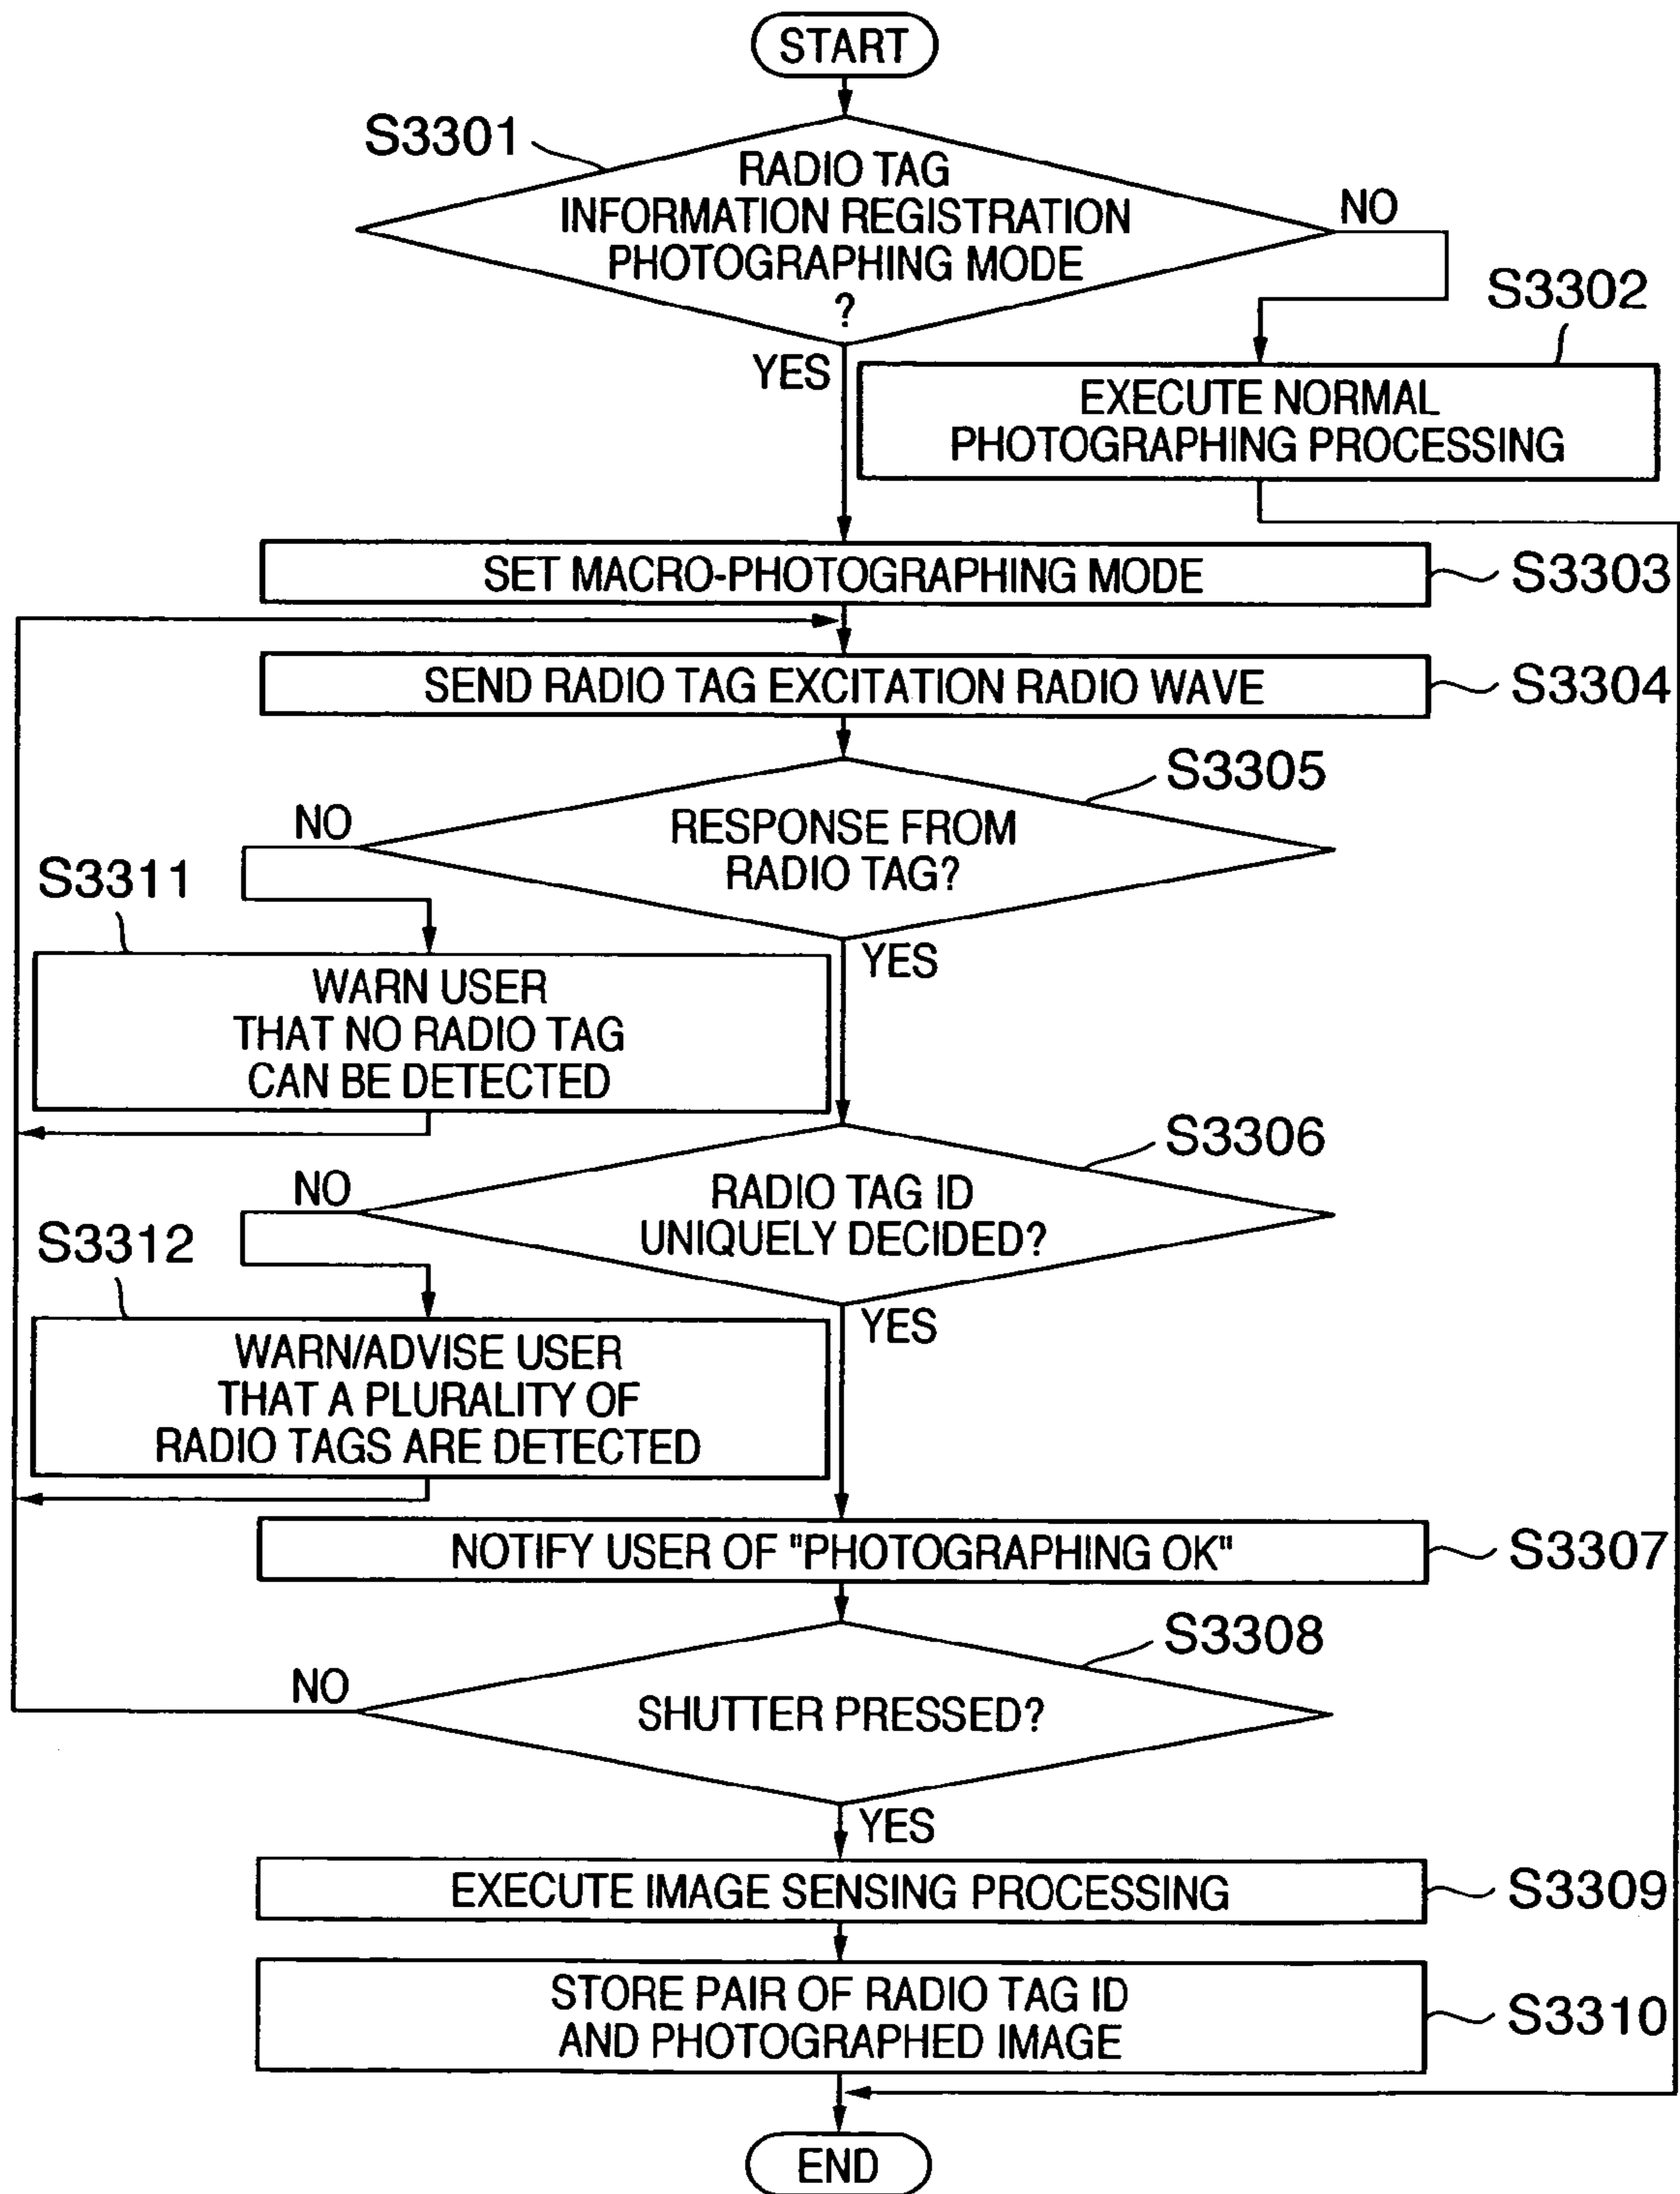 START
S3301
RADIO TAG
INFORMATION REGISTRATION
PHOTOGRAPHING MODE
?
NO
YES
S3302
EXECUTE NORMAL
PHOTOGRAPHING PROCESSING
SET MACRO-PHOTOGRAPHING MODE
S3303
SEND RADIO TAG EXCITATION RADIO WAVE
S3304
S3305
RESPONSE FROM
RADIO TAG?
NO
YES
S3311
WARN USER
THAT NO RADIO TAG
CAN BE DETECTED
S3306
RADIO TAG ID
UNIQUELY DECIDED?
NO
YES
S3312
WARN/ADVISE USER
THAT A PLURALITY OF
RADIO TAGS ARE DETECTED
NOTIFY USER OF "PHOTOGRAPHING OK"
S3307
S3308
SHUTTER PRESSED?
NO
YES
EXECUTE IMAGE SENSING PROCESSING
S3309
STORE PAIR OF RADIO TAG ID
AND PHOTOGRAPHED IMAGE
S3310
END